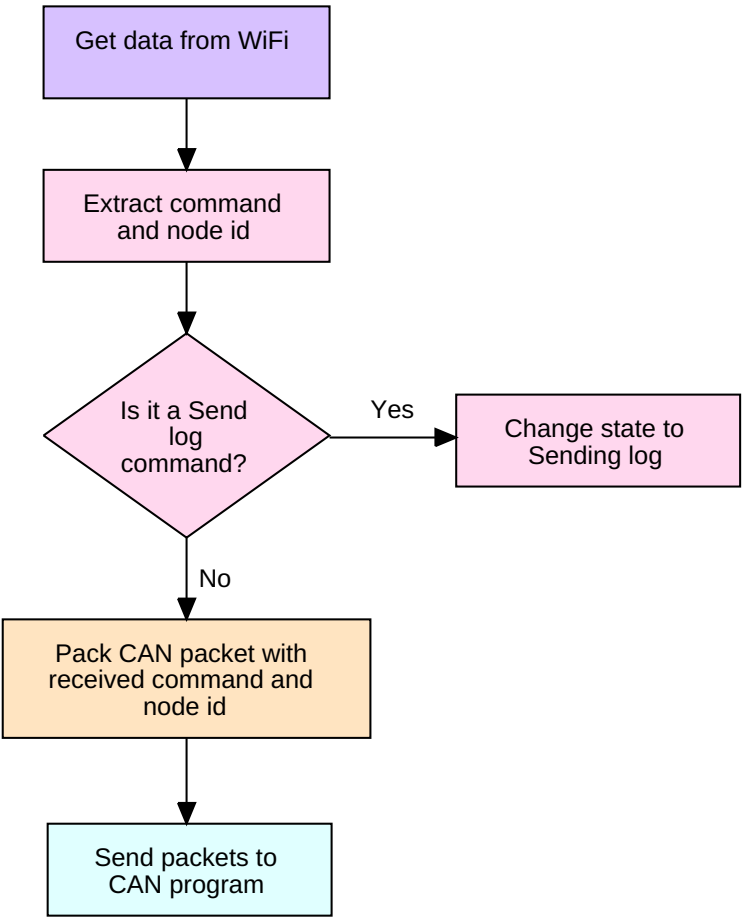 Get data from WiFi
Extract command
and node id
Is it a Send
log
command?
Yes
Change state to
Sending log
No
Pack CAN packet with
received command and
node id
Send packets to
CAN program